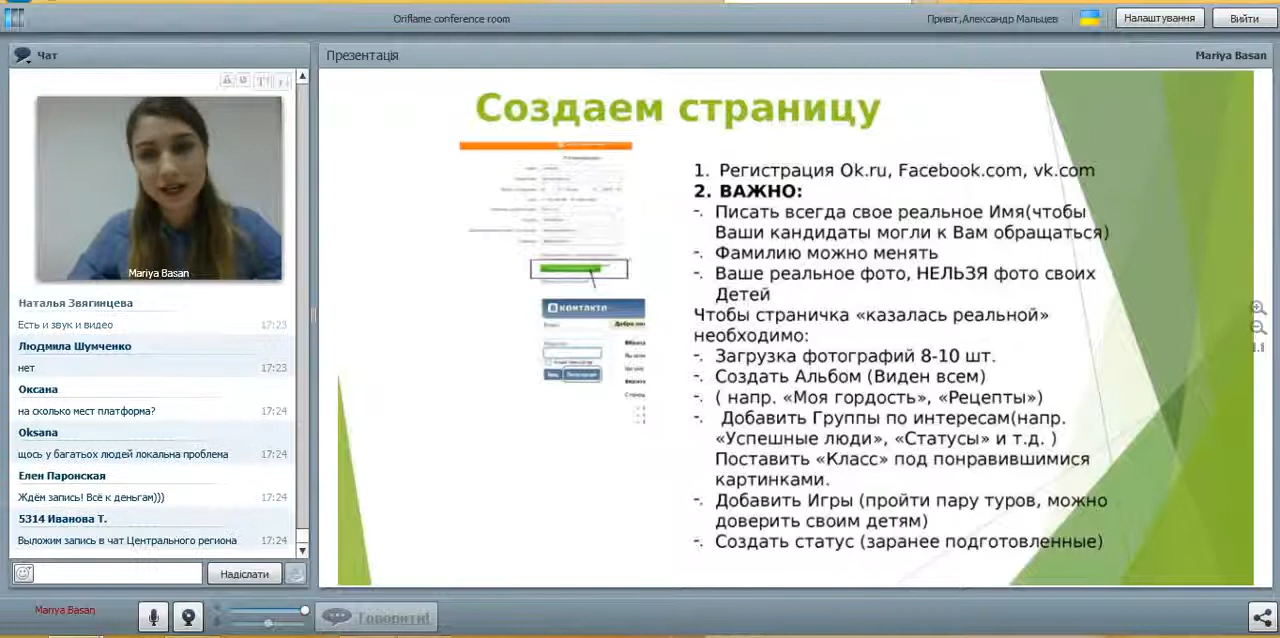 Oriflame conference room
Привіт,Александр Мальцев
Налаштування
Вийти
Чат
Mariya Basan
Наталья Звягинцева
Есть и звук и видео 17:23
Людмила Шумченко
нет 17:23
Оксана
на сколько мест платформа? 17:24
Oksana
щось у багатьох людей локальна проблема 17:24
Елен Паронская
Ждём запись! Всё к деньгам))) 17:24
5314 Иванова Т.
Выложим запись в чат Центрального региона 17:24
Надіслати
Презентація
Mariya Basan
Создаем страницу
1. Регистрация Ok.ru, Facebook.com, vk.com
2. ВАЖНО:
-. Писать всегда свое реальное Имя(чтобы
Ваши кандидаты могли к Вам обращаться)
-. Фамилию можно менять
-. Ваше реальное фото, НЕЛЬЗЯ фото своих
Детей
Чтобы страничка «казалась реальной»
необходимо:
-. Загрузка фотографий 8-10 шт.
-. Создать Альбом (Виден всем)
-. ( напр. «Моя гордость», «Рецепты»)
-. Добавить Группы по интересам(напр.
«Успешные люди», «Статусы» и т.д. )
Поставить «Класс» под понравившимися
картинками.
-. Добавить Игры (пройти пару туров, можно
доверить своим детям)
-. Создать статус (заранее подготовленные)
контакте
1:1
Mariya Basan
Говорити!